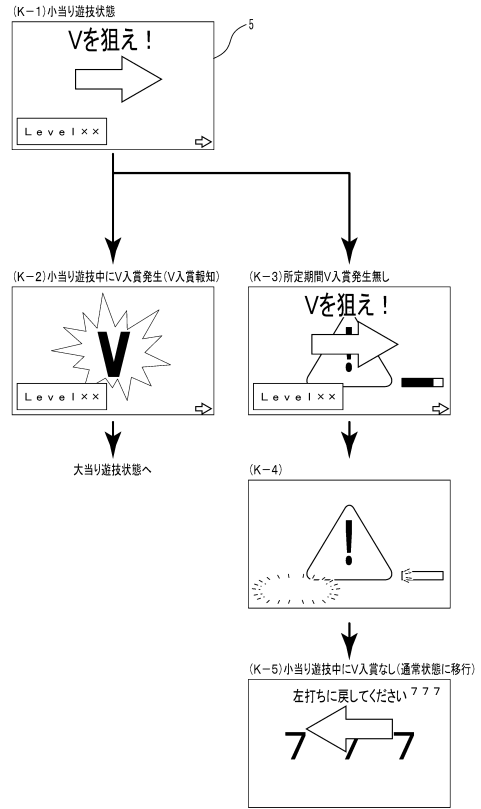 (K-1)小当り遊技状態
5
Vを狙え!
Level××
(K-2)小当り遊技中にV入賞発生(V入賞報知)
V
Level××
大当り遊技状態へ
(K-3)所定期間V入賞発生無し
Vを狙え!
!
Level××
(K-4)
!
(K-5)小当り遊技中にV入賞なし(通常状態に移行)
左打ちに戻してください 7 7 7
7 7 7